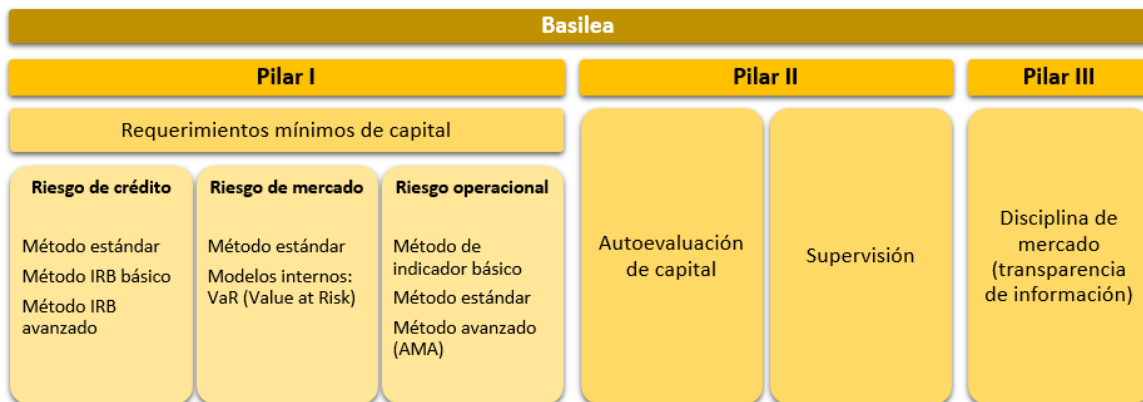 Basilea
Pilar I
Pilar II
Pilar III
Requerimientos mínimos de capital
Riesgo de crédito
Método estándar
Método IRB básico
Método IRB
avanzado
Riesgo de mercado
Método estándar
Modelos internos:
VaR (Value at Risk)
Riesgo operacional
Método de
indicador básico
Método estándar
Método avanzado
(AMA)
Autoevaluación
de capital
Supervisión
Disciplina de
mercado
(transparencia
de información)